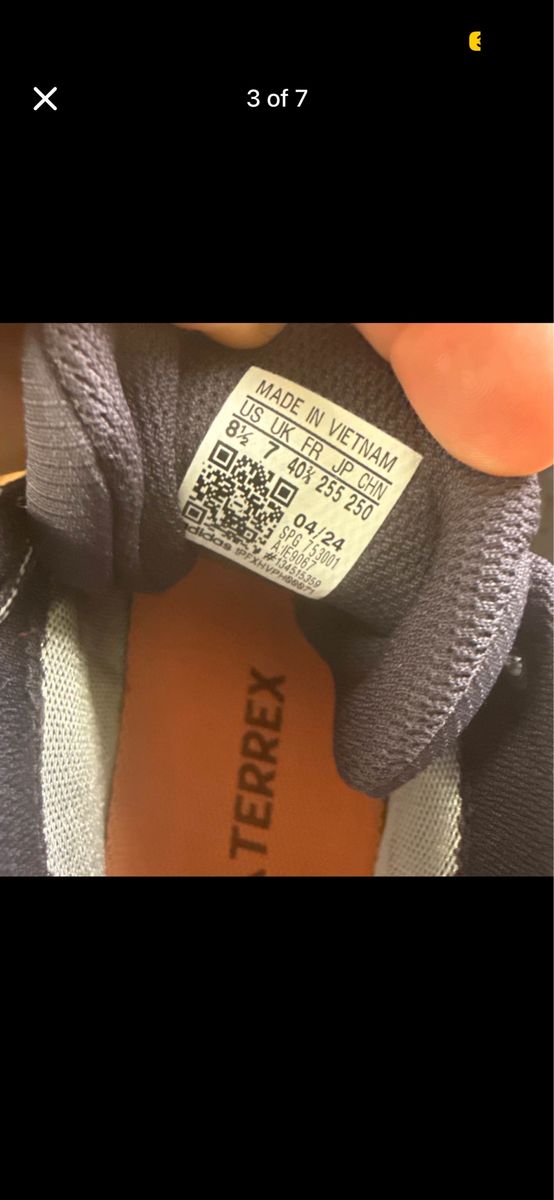 3 of 7
MADE IN VIETNAM
US UK FR JP CHN
8½ 7 40⅔ 255 250
04/24
SPG 753001
#134515359
adidas
TERREX